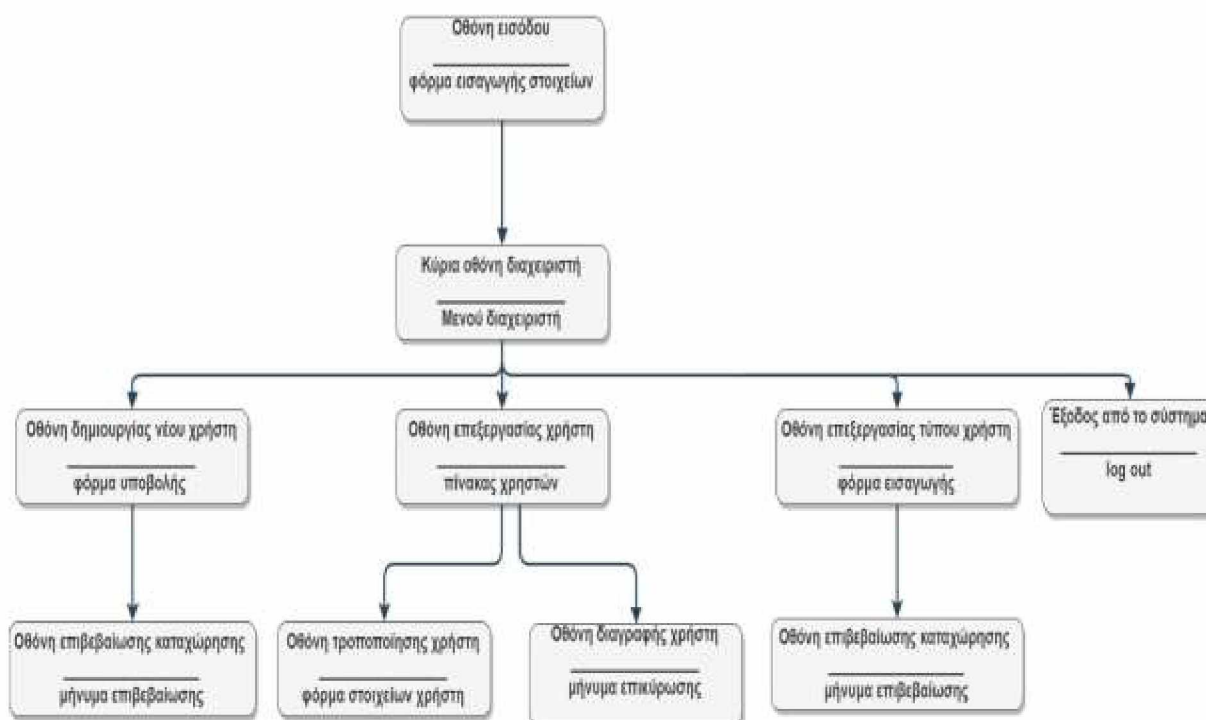 Οθόνη εισόδου
φόρμα εισαγωγής στοιχείων
Κύρια οθόνη διαχειριστή
Μενού διαχειριστή
Οθόνη δημιουργίας νέου χρήστη
φόρμα υποβολής
Οθόνη επεξεργασίας χρήστη
πίνακας χρηστών
Οθόνη επεξεργασίας τύπου χρήστη
φόρμα εισαγωγής
Έξοδος από το σύστημα
log out
Οθόνη επιβεβαίωσης καταχώρησης
μήνυμα επιβεβαίωσης
Οθόνη τροποποίησης χρήστη
φόρμα στοιχείων χρήστη
Οθόνη διαγραφής χρήστη
μήνυμα επικύρωσης
Οθόνη επιβεβαίωσης καταχώρησης
μήνυμα επιβεβαίωσης